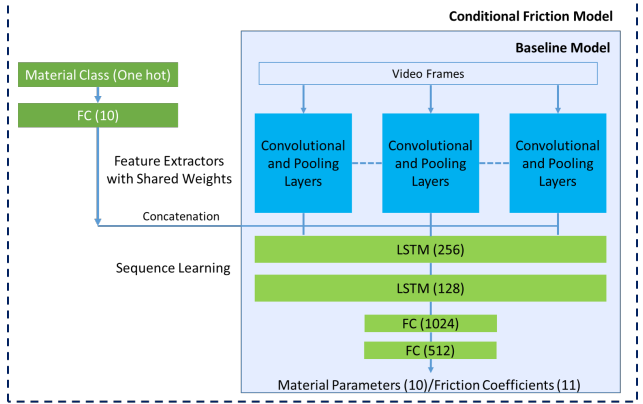 Conditional Friction Model
Baseline Model
Material Class (One hot)
FC (10)
Video Frames
Convolutional
and Pooling
Layers
Convolutional
and Pooling
Layers
Convolutional
and Pooling
Layers
Feature Extractors
with Shared Weights
Concatenation
Sequence Learning
LSTM (256)
LSTM (128)
FC (1024)
FC (512)
Material Parameters (10)/Friction Coefficients (11)